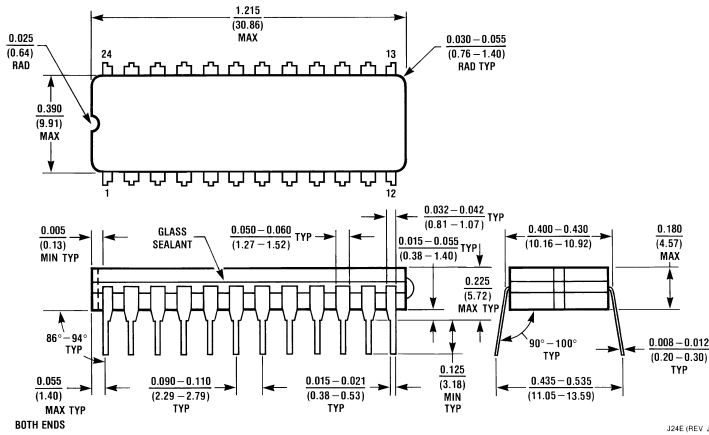 1.215
(30.86)
MAX
0.025
(0.64)
RAD
24
13
0.030–0.055
(0.76–1.40)
RAD TYP
0.390
(9.91)
MAX
1
12
0.005
(0.13)
MIN TYP
GLASS
SEALANT
0.050–0.060
(1.27–1.52)
TYP
0.032–0.042
(0.81–1.07)
TYP
0.015–0.055
(0.38–1.40)
TYP
0.225
(5.72)
MAX TYP
0.400–0.430
(10.16–10.92)
0.180
(4.57)
MAX
86°–94°
TYP
90°–100°
TYP
0.008–0.012
(0.20–0.30)
TYP
0.055
(1.40)
MAX TYP
BOTH ENDS
0.090–0.110
(2.29–2.79)
TYP
0.015–0.021
(0.38–0.53)
TYP
0.125
(3.18)
MIN
TYP
0.435–0.535
(11.05–13.59)
J24E (REV